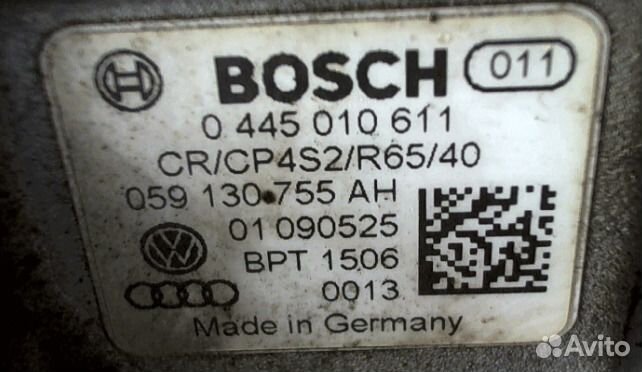 BOSCH 011
0 445 010 611
CR/CP4S2/R65/40
059 130 755 AH
01 090525
BPT 1506
0013
Made in Germany
Avito